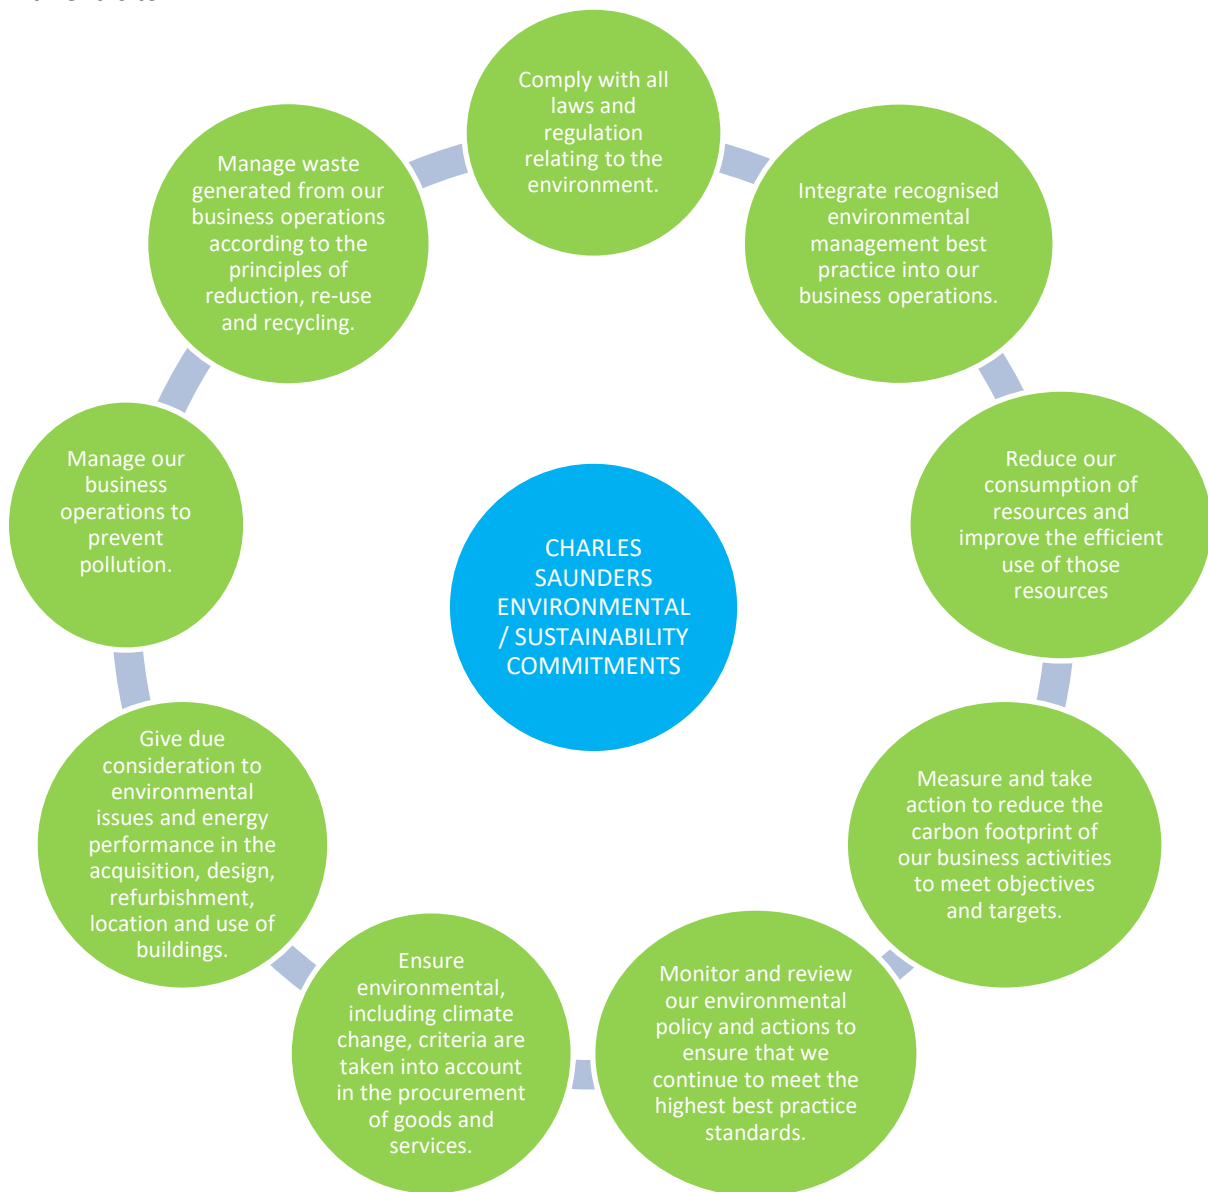 Comply with all
laws and
regulation
relating to the
environment.
Integrate recognised
environmental
management best
practice into our
business operations.
Reduce our
consumption of
resources and
improve the efficient
use of those
resources
Measure and take
action to reduce the
carbon footprint of
our business activities
to meet objectives
and targets.
Monitor and review
our environmental
policy and actions to
ensure that we
continue to meet the
highest best practice
standards.
Ensure
environmental,
including climate
change, criteria are
taken into account
in the procurement
of goods and
services.
Give due
consideration to
environmental
issues and energy
performance in the
acquisition, design,
refurbishment,
location and use of
buildings.
Manage our
business
operations to
prevent
pollution.
Manage waste
generated from our
business operations
according to the
principles of
reduction, re-use
and recycling.
CHARLES
SAUNDERS
ENVIRONMENTAL
/ SUSTAINABILITY
COMMITMENTS